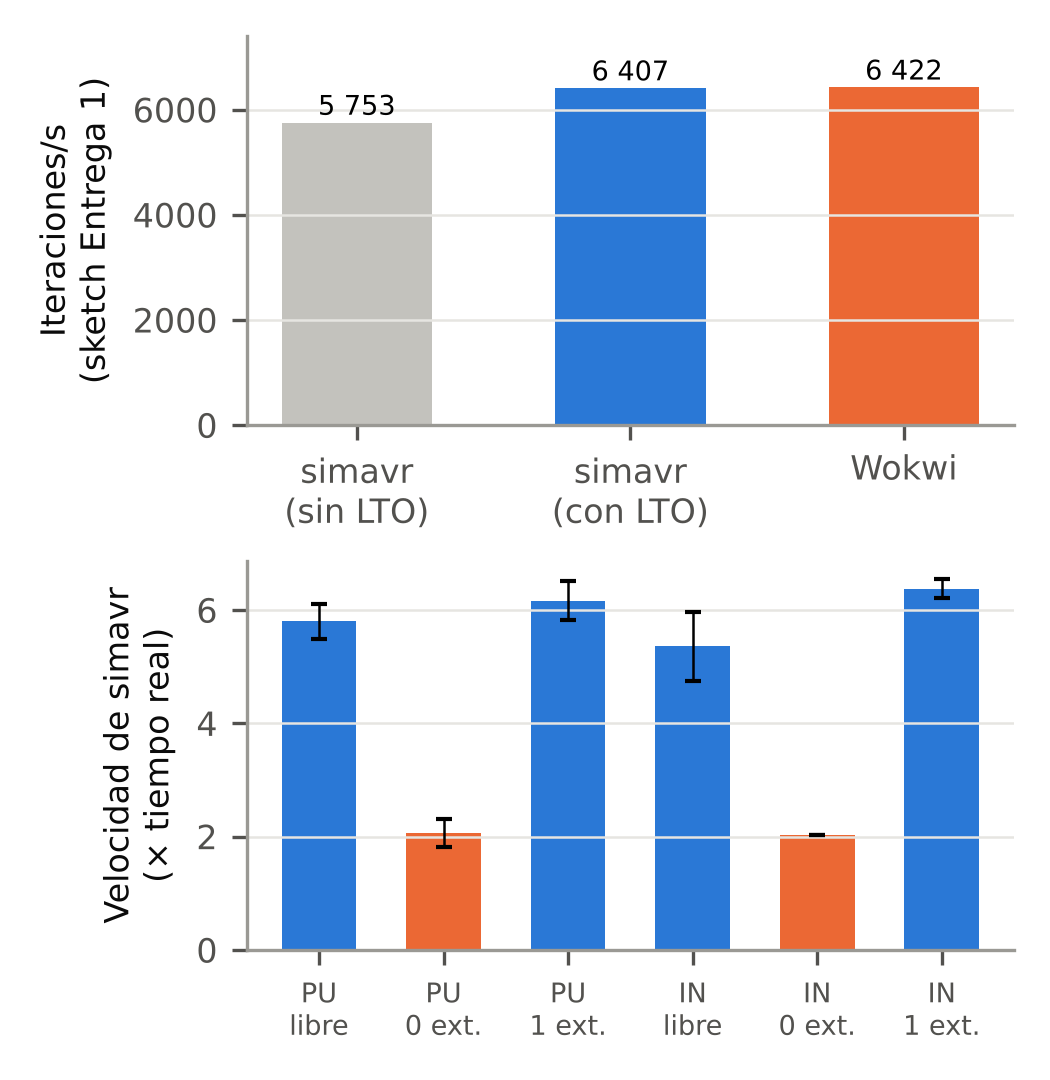 Iteraciones/s
(sketch Entrega 1)
6000
4000
2000
0
5 753
6 407
6 422
simavr
(sin LTO)
simavr
(con LTO)
Wokwi
Velocidad de simavr
(× tiempo real)
6
4
2
0
PU
libre
PU
0 ext.
PU
1 ext.
IN
libre
IN
0 ext.
IN
1 ext.